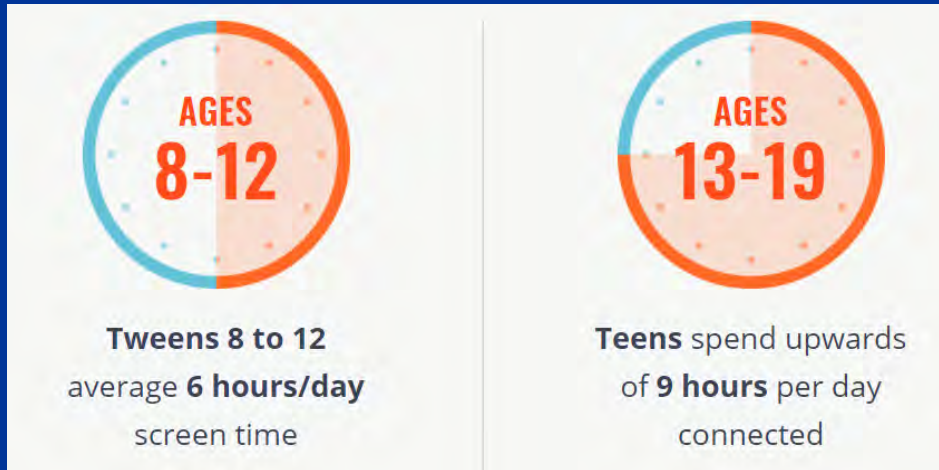 AGES
8-12
Tweens 8 to 12
average 6 hours/day
screen time
AGES
13-19
Teens spend upwards
of 9 hours per day
connected